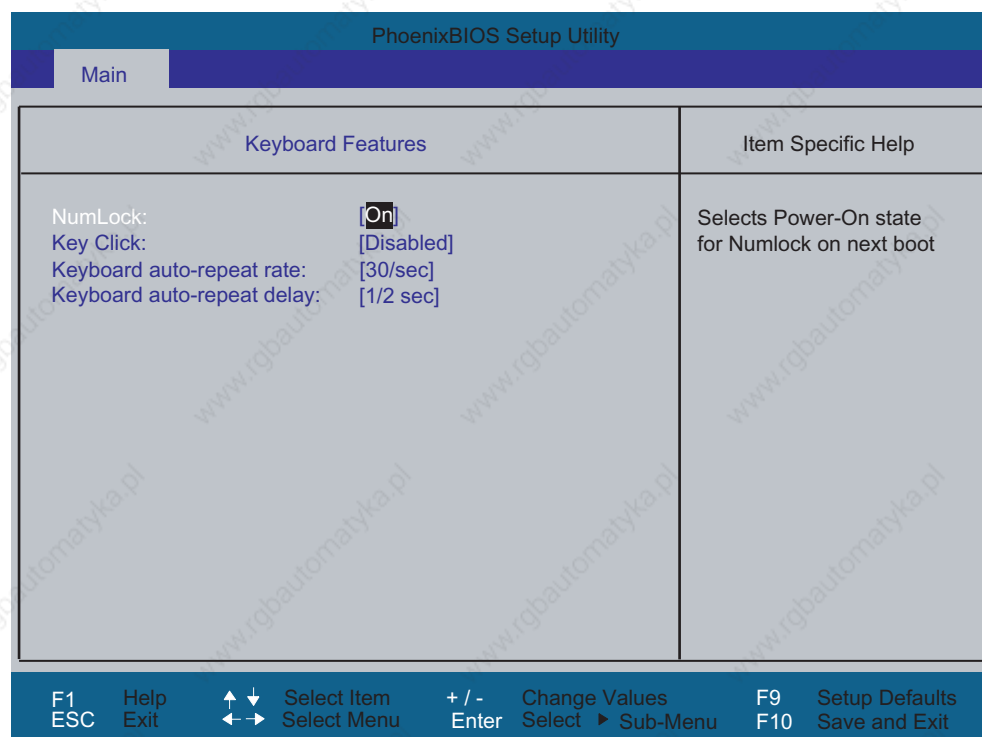 PhoenixBIOS Setup Utility
Main
Keyboard Features
Item Specific Help
NumLock: [On]
Key Click: [Disabled]
Keyboard auto-repeat rate: [30/sec]
Keyboard auto-repeat delay: [1/2 sec]
Selects Power-On state
for Numlock on next boot
F1 Help ↑ ↓ Select Item + / - Change Values F9 Setup Defaults
ESC Exit ← → Select Menu Enter Select ▶ Sub-Menu F10 Save and Exit
www.rgbautomatyka.pl